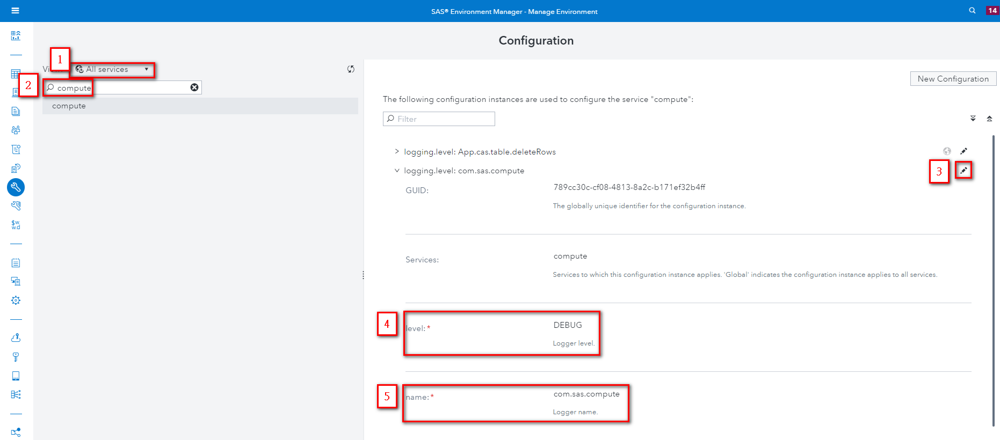 SAS® Environment Manager - Manage Environment
14
Configuration
1
All services
2
compute
compute
New Configuration
The following configuration instances are used to configure the service "compute":
Filter
logging.level: App.cas.table.deleteRows
logging.level: com.sas.compute
3
GUID:
789cc30c-cf08-4813-8a2c-b171ef32b4ff
The globally unique identifier for the configuration instance.
$w.
w.d
Services:
compute
Services to which this configuration instance applies. 'Global' indicates the configuration instance applies to all services.
4
level:*
DEBUG
Logger level.
5
name:*
com.sas.compute
Logger name.